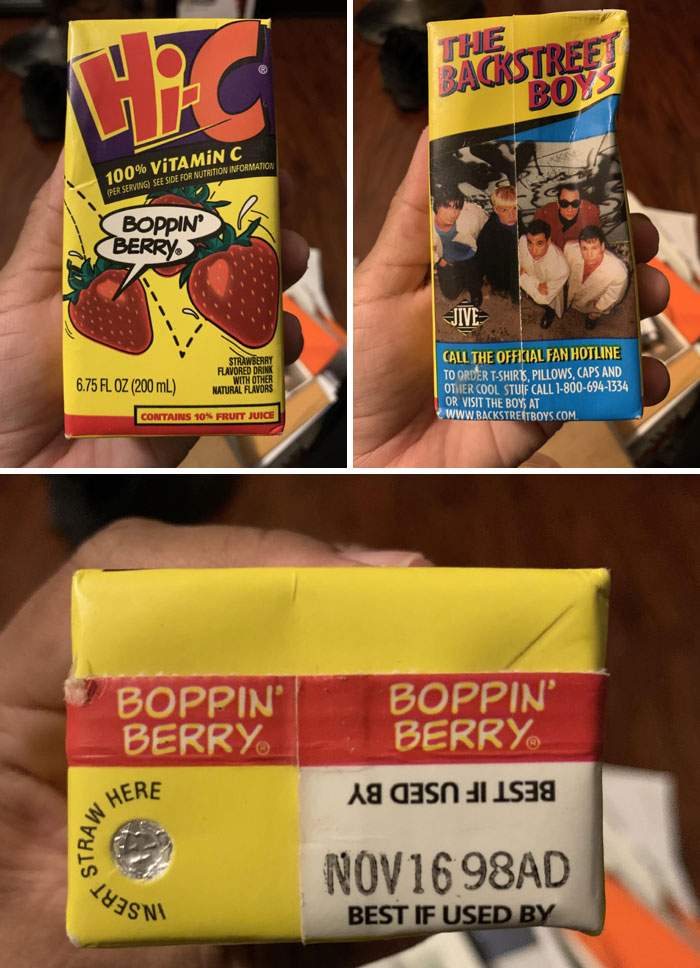 Hi-C®
100% ViTAMiN C
(PER SERVING) SEE SIDE FOR NUTRITION INFORMATION
BOPPIN'
BERRY®
STRAWBERRY
FLAVORED DRINK
WITH OTHER
NATURAL FLAVORS
6.75 FL OZ (200 mL)
CONTAINS 10% FRUIT JUICE
THE
BACKSTREET
BOYS
JIVE
CALL THE OFFICIAL FAN HOTLINE
TO ORDER T-SHIRTS, PILLOWS, CAPS AND
OTHER COOL STUFF CALL 1-800-694-1334
OR VISIT THE BOYS AT
WWW.BACKSTREETBOYS.COM
BOPPIN'
BERRY®
BOPPIN'
BERRY®
INSERT STRAW HERE
BEST IF USED BY
NOV 16 98AD
BEST IF USED BY